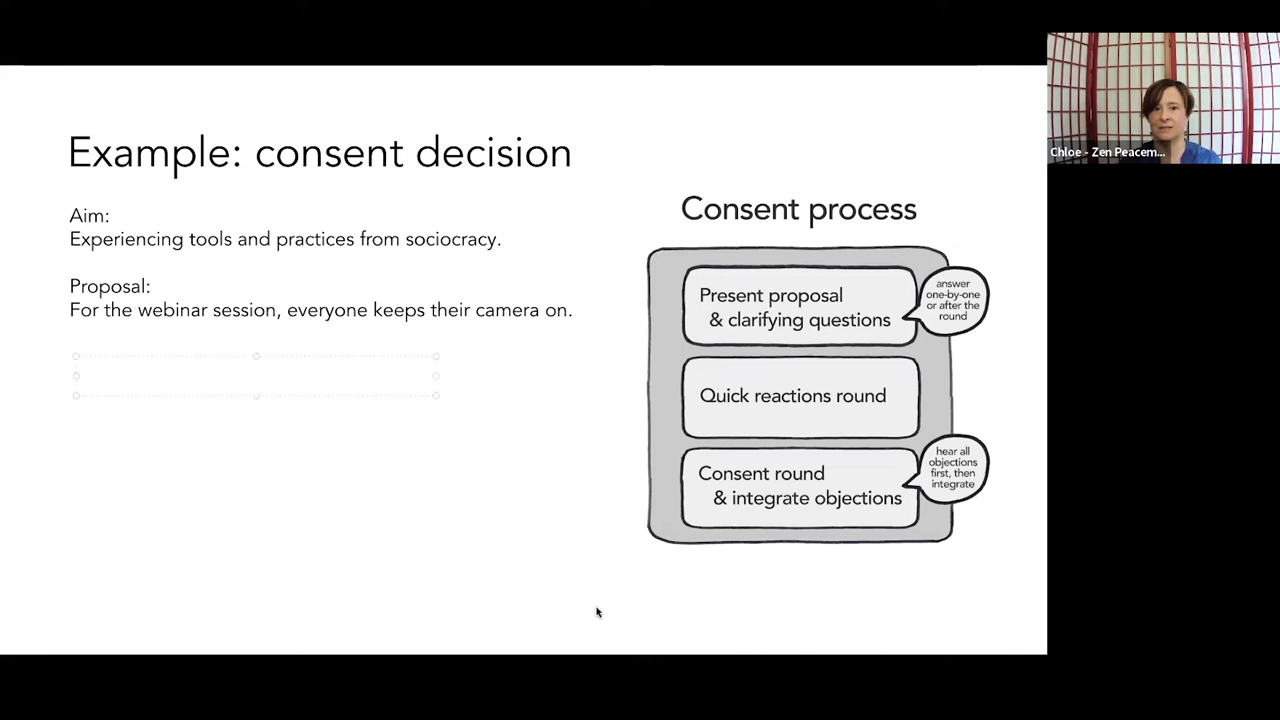 Example: consent decision
Aim:
Experiencing tools and practices from sociocracy.
Proposal:
For the webinar session, everyone keeps their camera on.
Consent process
Present proposal
& clarifying questions
answer
one-by-one
or after the
round
Quick reactions round
Consent round
& integrate objections
hear all
objections
first, then
integrate
Chloe - Zen Peacem...